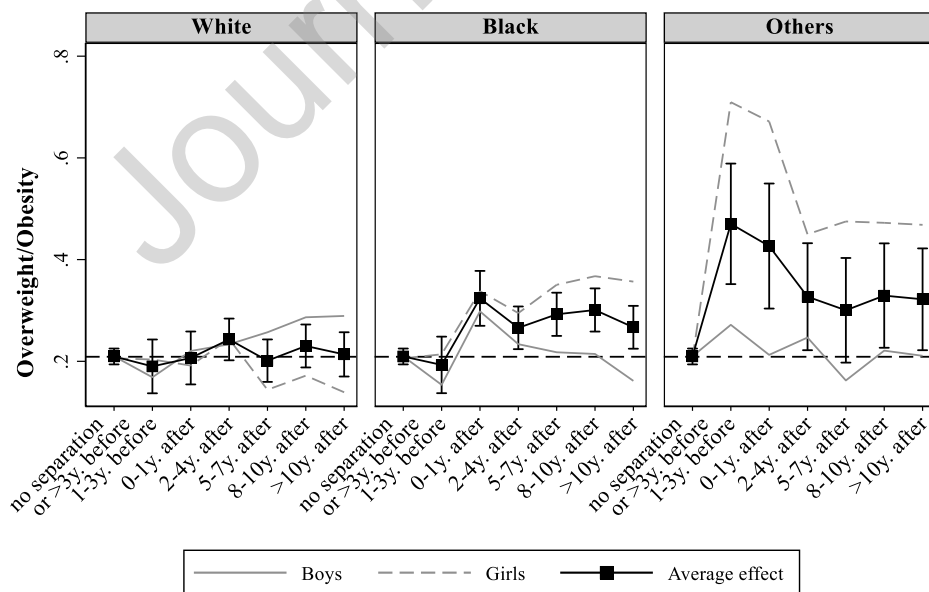 White Black Others
Journ
Overweight/Obesity
.8
.6
.4
.2
no separation
or >3y. before
1-3y. before
0-1y. after
2-4y. after
5-7y. after
8-10y. after
>10y. after
no separation
or >3y. before
1-3y. before
0-1y. after
2-4y. after
5-7y. after
8-10y. after
>10y. after
no separation
or >3y. before
1-3y. before
0-1y. after
2-4y. after
5-7y. after
8-10y. after
>10y. after
Boys Girls Average effect